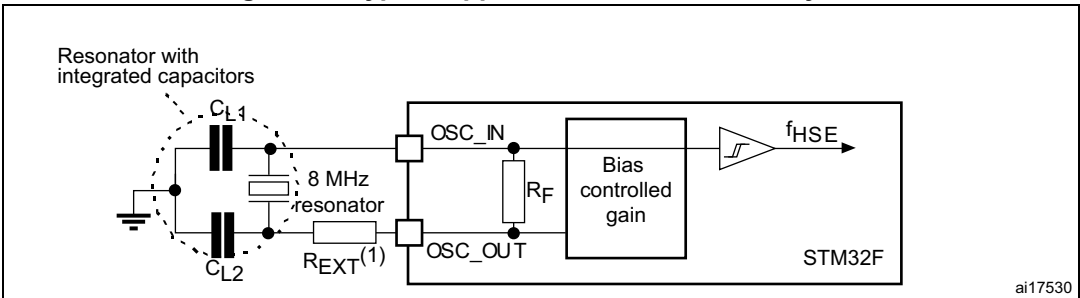 Resonator with
integrated capacitors
CL1
OSC_IN
fHSE
8 MHz
resonator
RF
Bias
controlled
gain
REXT(1)
OSC_OUT
STM32F
CL2
ai17530